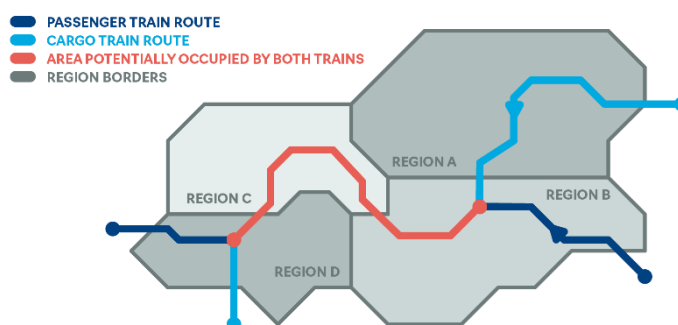 PASSENGER TRAIN ROUTE
CARGO TRAIN ROUTE
AREA POTENTIALLY OCCUPIED BY BOTH TRAINS
REGION BORDERS
REGION A
REGION C
REGION B
REGION D